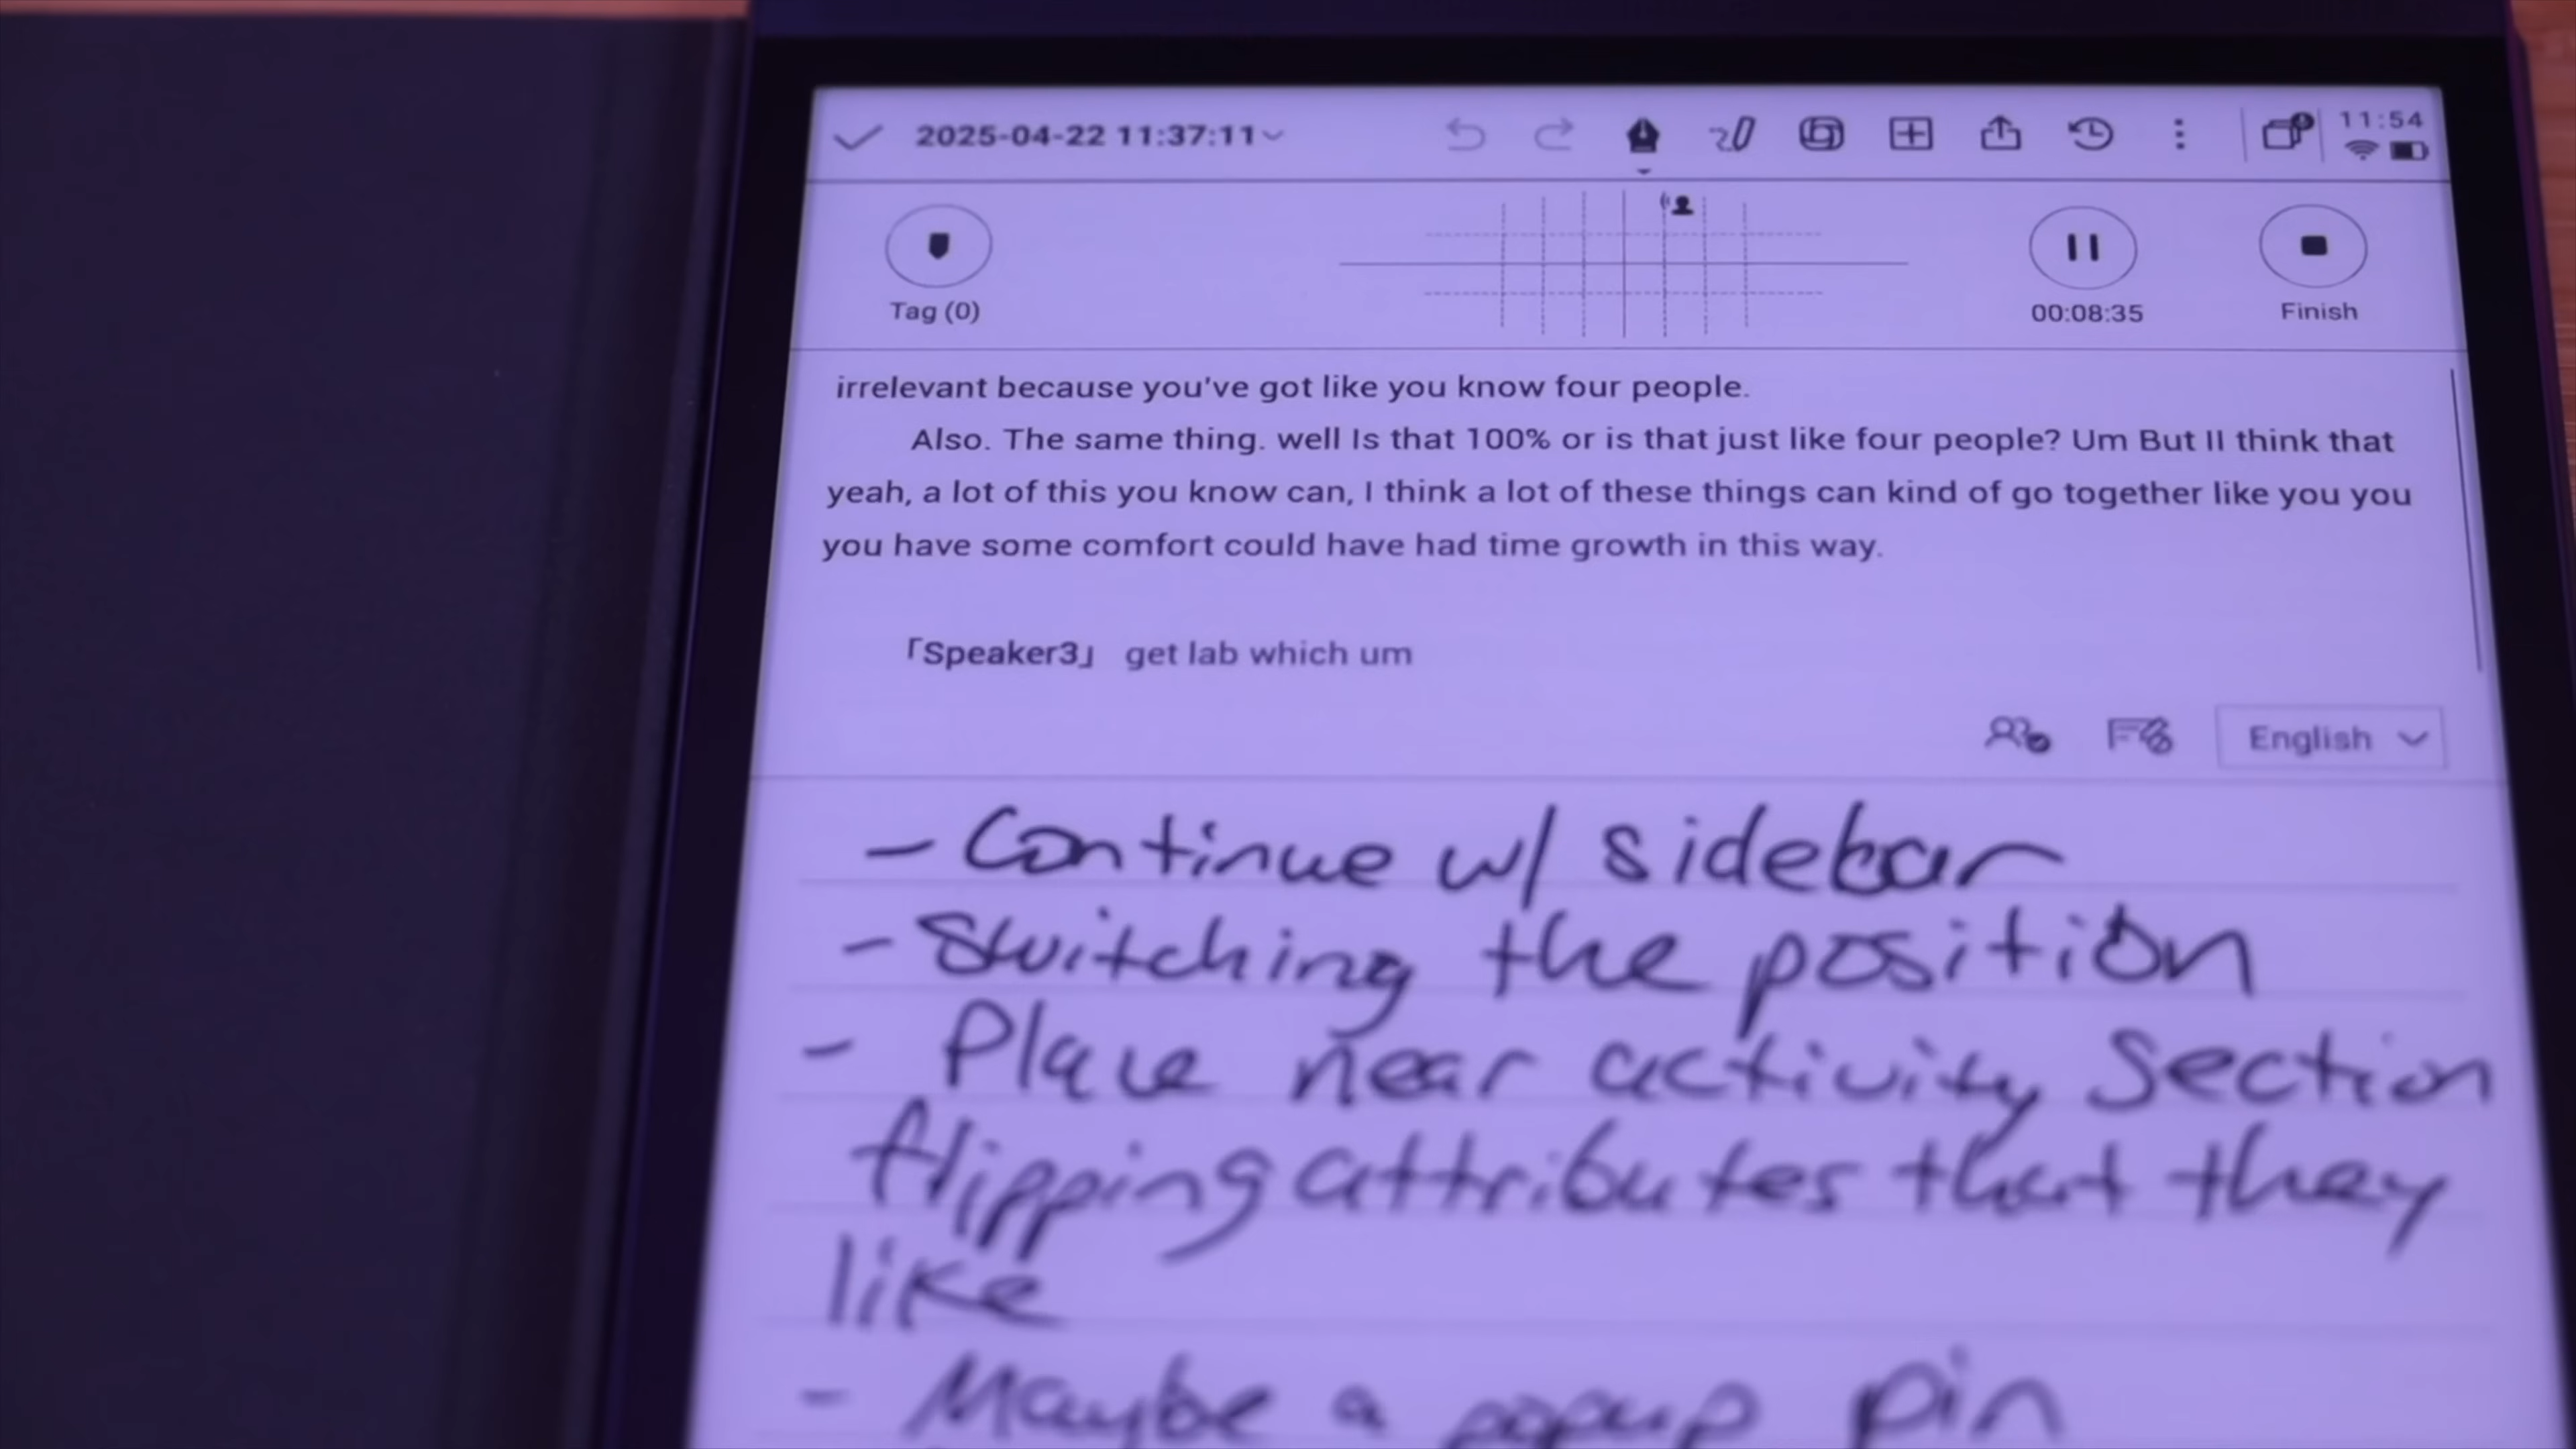 2025-04-22 11:37:11
11:54
Tag (0)
00:08:35
Finish
irrelevant because you've got like you know four people.
Also. The same thing. well Is that 100% or is that just like four people? Um But II think that
yeah, a lot of this you know can, I think a lot of these things can kind of go together like you you
you have some comfort could have had time growth in this way.
「Speaker3」 get lab which um
English
- Continue w/ sidebar
- Switching the position
- Place near activity section
flipping attributes that they
like
- Maybe a popup pin